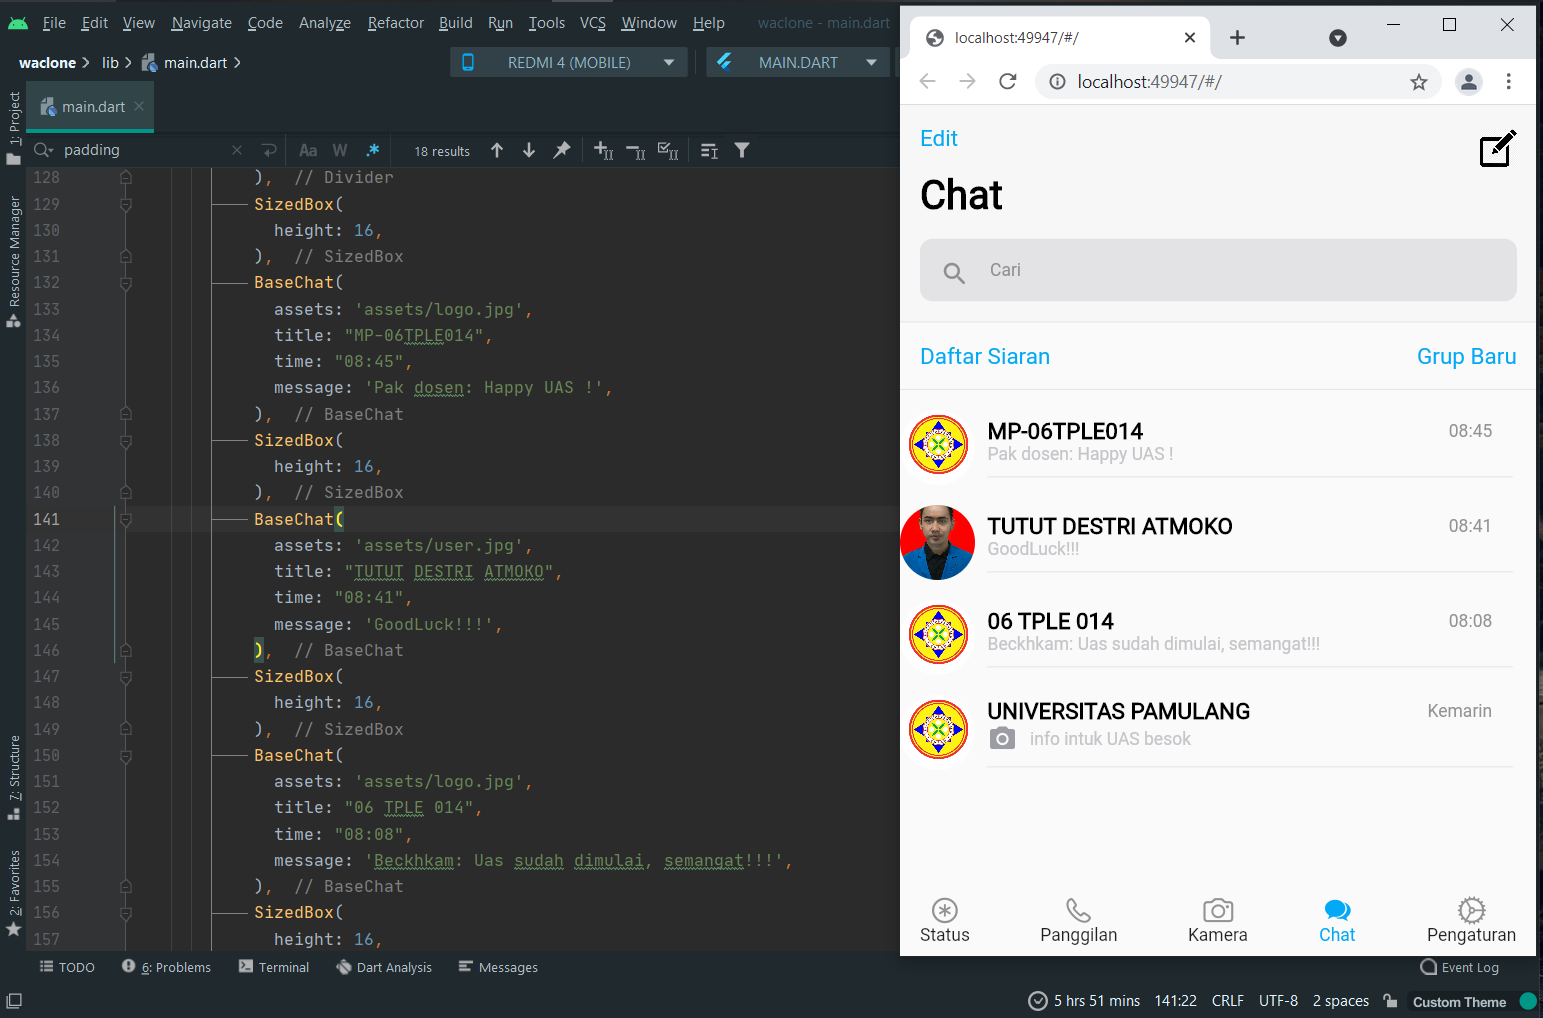 File Edit View Navigate Code Analyze Refactor Build Run Tools VCS Window Help waclone - main.dart
waclone lib main.dart REDMI 4 (MOBILE) MAIN.DART
main.dart
padding Aa W .* 18 results
1: Project
Resource Manager
7: Structure
2: Favorites
128 ), // Divider
129 SizedBox(
130 height: 16,
131 ), // SizedBox
132 BaseChat(
133 assets: 'assets/logo.jpg',
134 title: "MP-06TPLE014",
135 time: "08:45",
136 message: 'Pak dosen: Happy UAS !',
137 ), // BaseChat
138 SizedBox(
139 height: 16,
140 ), // SizedBox
141 BaseChat(
142 assets: 'assets/user.jpg',
143 title: "TUTUT DESTRI ATMOKO",
144 time: "08:41",
145 message: 'GoodLuck!!!',
146 ), // BaseChat
147 SizedBox(
148 height: 16,
149 ), // SizedBox
150 BaseChat(
151 assets: 'assets/logo.jpg',
152 title: "06 TPLE 014",
153 time: "08:08",
154 message: 'Beckhkam: Uas sudah dimulai, semangat!!!',
155 ), // BaseChat
156 SizedBox(
157 height: 16,
TODO 6: Problems Terminal Dart Analysis Messages Event Log
5 hrs 51 mins 141:22 CRLF UTF-8 2 spaces Custom Theme
localhost:49947/#/
localhost:49947/#/
Edit
Chat
Cari
Daftar Siaran Grup Baru
MP-06TPLE014 08:45
Pak dosen: Happy UAS !
TUTUT DESTRI ATMOKO 08:41
GoodLuck!!!
06 TPLE 014 08:08
Beckhkam: Uas sudah dimulai, semangat!!!
UNIVERSITAS PAMULANG Kemarin
info intuk UAS besok
Status Panggilan Kamera Chat Pengaturan